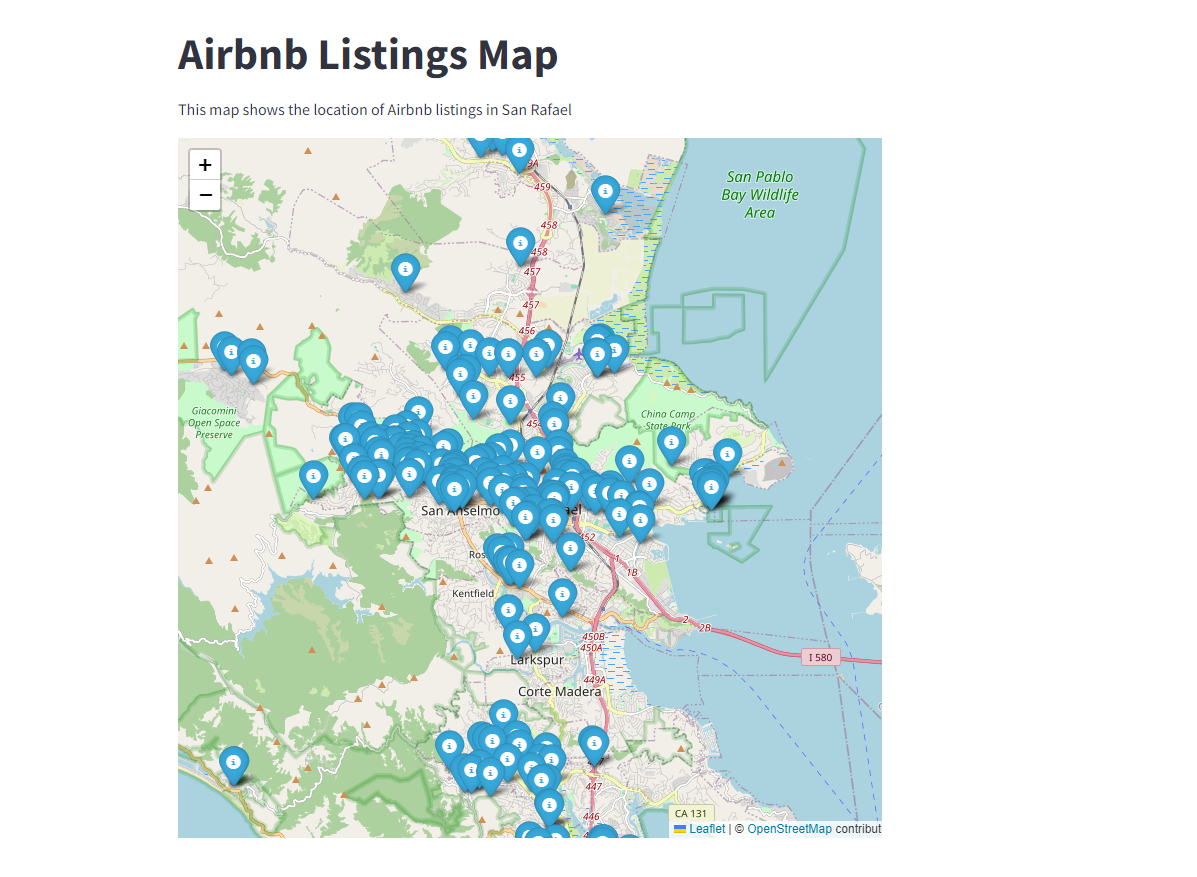 Airbnb Listings Map
This map shows the location of Airbnb listings in San Rafael
+
−
San Pablo
Bay Wildlife
Area
459
458
458
457
457
456
455
Giacomini
Open Space
Preserve
China Camp
State Park
San Anselmo
452
1
1B
Kentfield
2
2B
450B-
450A
I 580
Larkspur
449A
Corte Madera
447
CA 131
446
Leaflet | © OpenStreetMap contribut